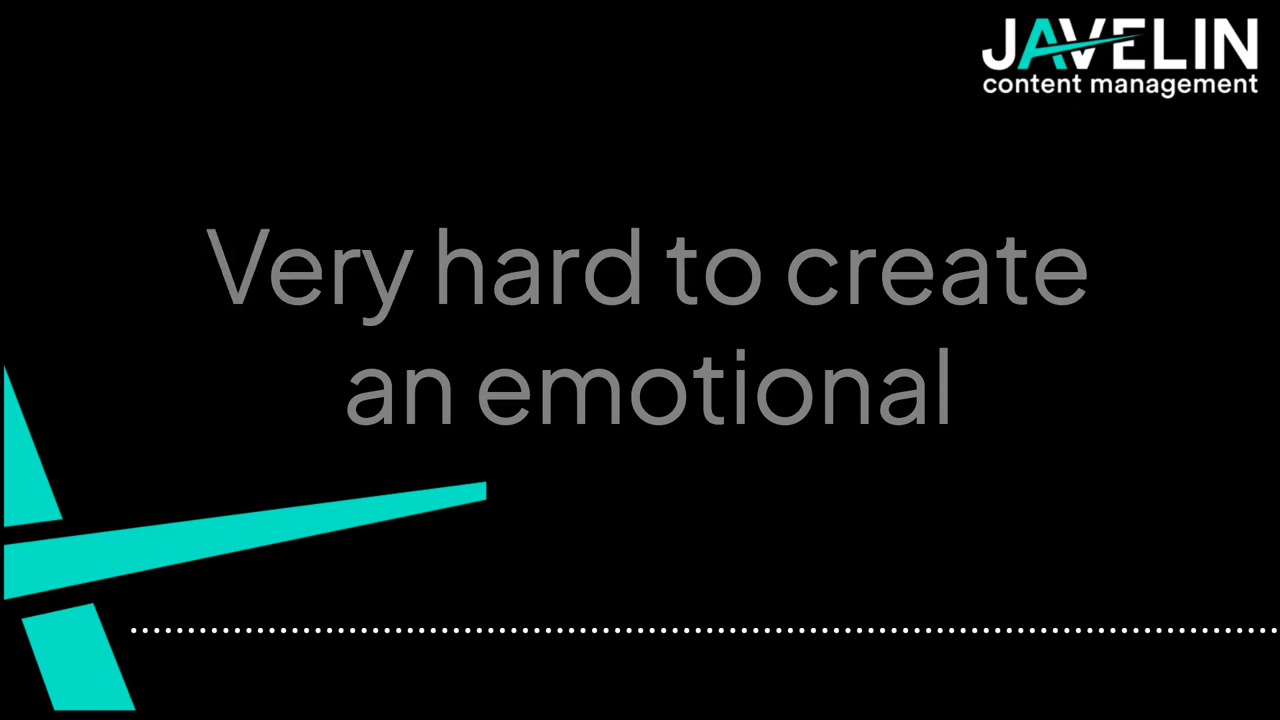 JAVELIN
content management
Very hard to create
an emotional